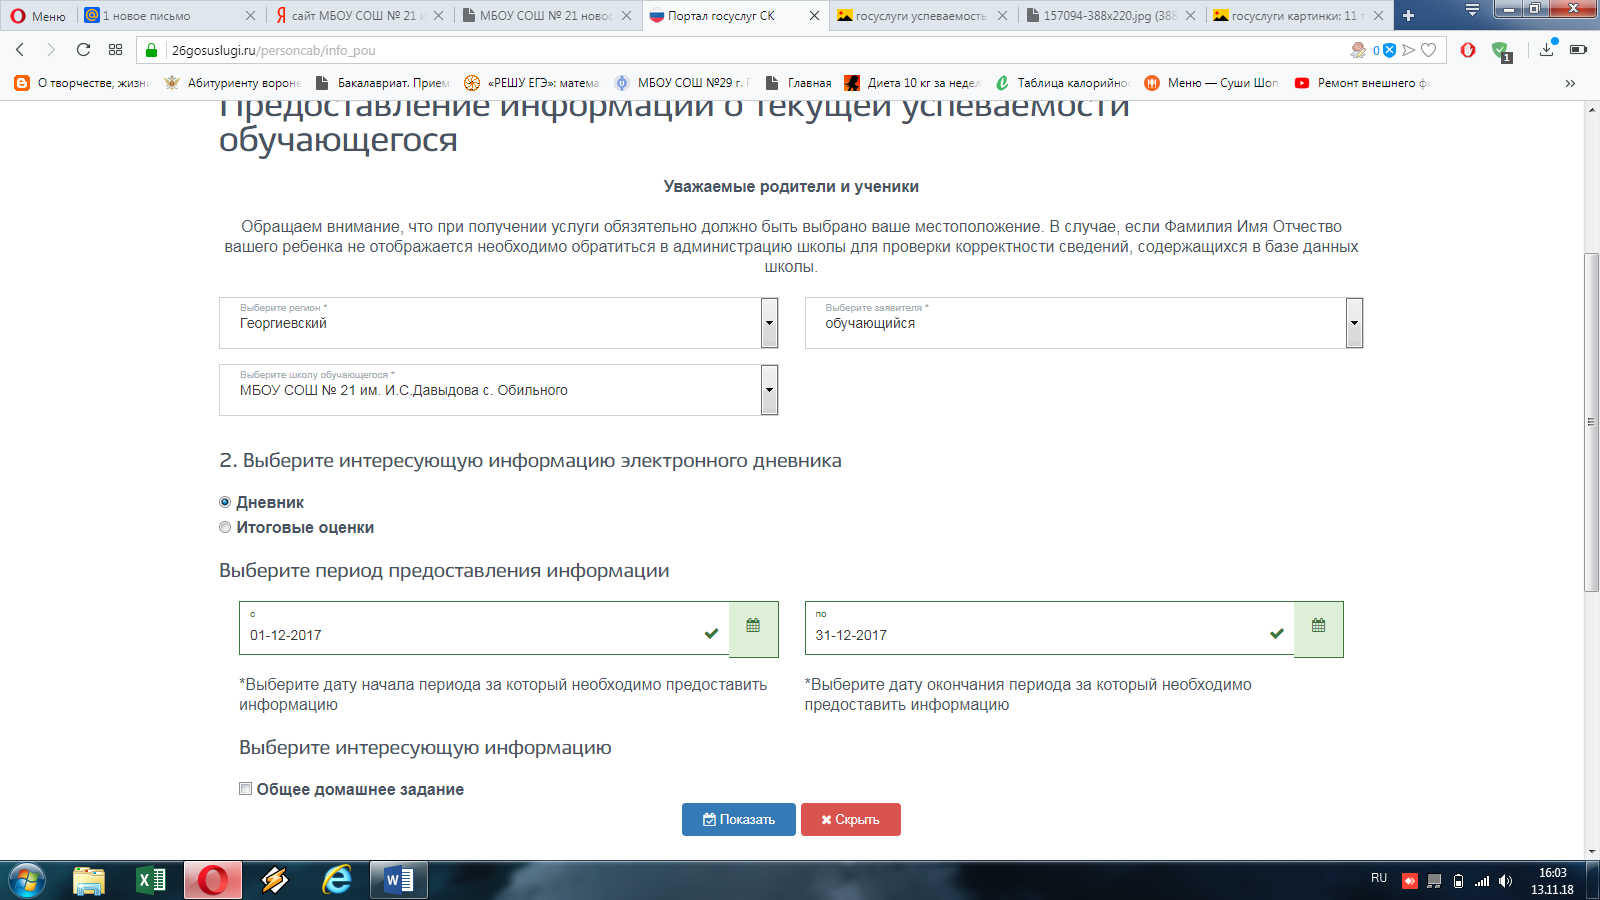 Меню
1 новое письмо
сайт МБОУ СОШ № 21 и
МБОУ СОШ № 21 новос
Портал госуслуг СК
госуслуги успеваемость
157094-388x220.jpg (388
госуслуги картинки: 11 т
26gosuslugi.ru/personcab/info_pou
0
1
О творчестве, жизни
Абитуриенту вороне
Бакалавриат. Прием
«РЕШУ ЕГЭ»: матема
МБОУ СОШ №29 г. П
Главная
Диета 10 кг за недел
Таблица калорийнос
Меню — Суши Шоп
Ремонт внешнего фи
Предоставление информации о текущей успеваемости
обучающегося
Уважаемые родители и ученики
Обращаем внимание, что при получении услуги обязятельно должно быть выбрано ваше местоположение. В случае, если Фамилия Имя Отчество
вашего ребенка не отображается необходимо обратиться в администрацию школы для проверки корректности сведений, содержащихся в базе данных
школы.
Выберите регион *
Георгиевский
Выберите заявителя *
обучающийся
Выберите школу обучающегося *
МБОУ СОШ № 21 им. И.С.Давыдова с. Обильного
2. Выберите интересующую информацию электронного дневника
Дневник
Итоговые оценки
Выберите период предоставления информации
с
01-12-2017
по
31-12-2017
*Выберите дату начала периода за который необходимо предоставить
информацию
*Выберите дату окончания периода за который необходимо
предоставить информацию
Выберите интересующую информацию
Общее домашнее задание
Показать
Скрыть
RU
16:03
13.11.18